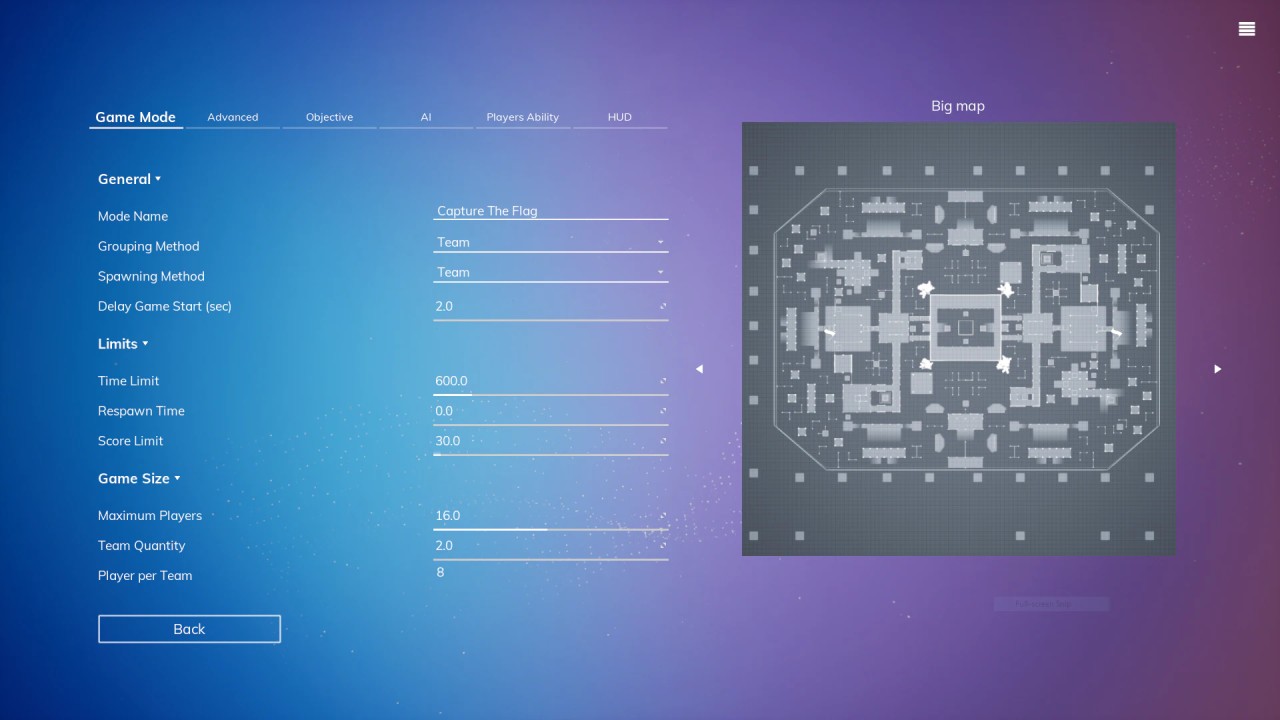 Game Mode Advanced Objective AI Players Ability HUD
Big map
General
Mode Name Capture The Flag
Grouping Method Team
Spawning Method Team
Delay Game Start (sec) 2.0
Limits
Time Limit 600.0
Respawn Time 0.0
Score Limit 30.0
Game Size
Maximum Players 16.0
Team Quantity 2.0
Player per Team 8
Back